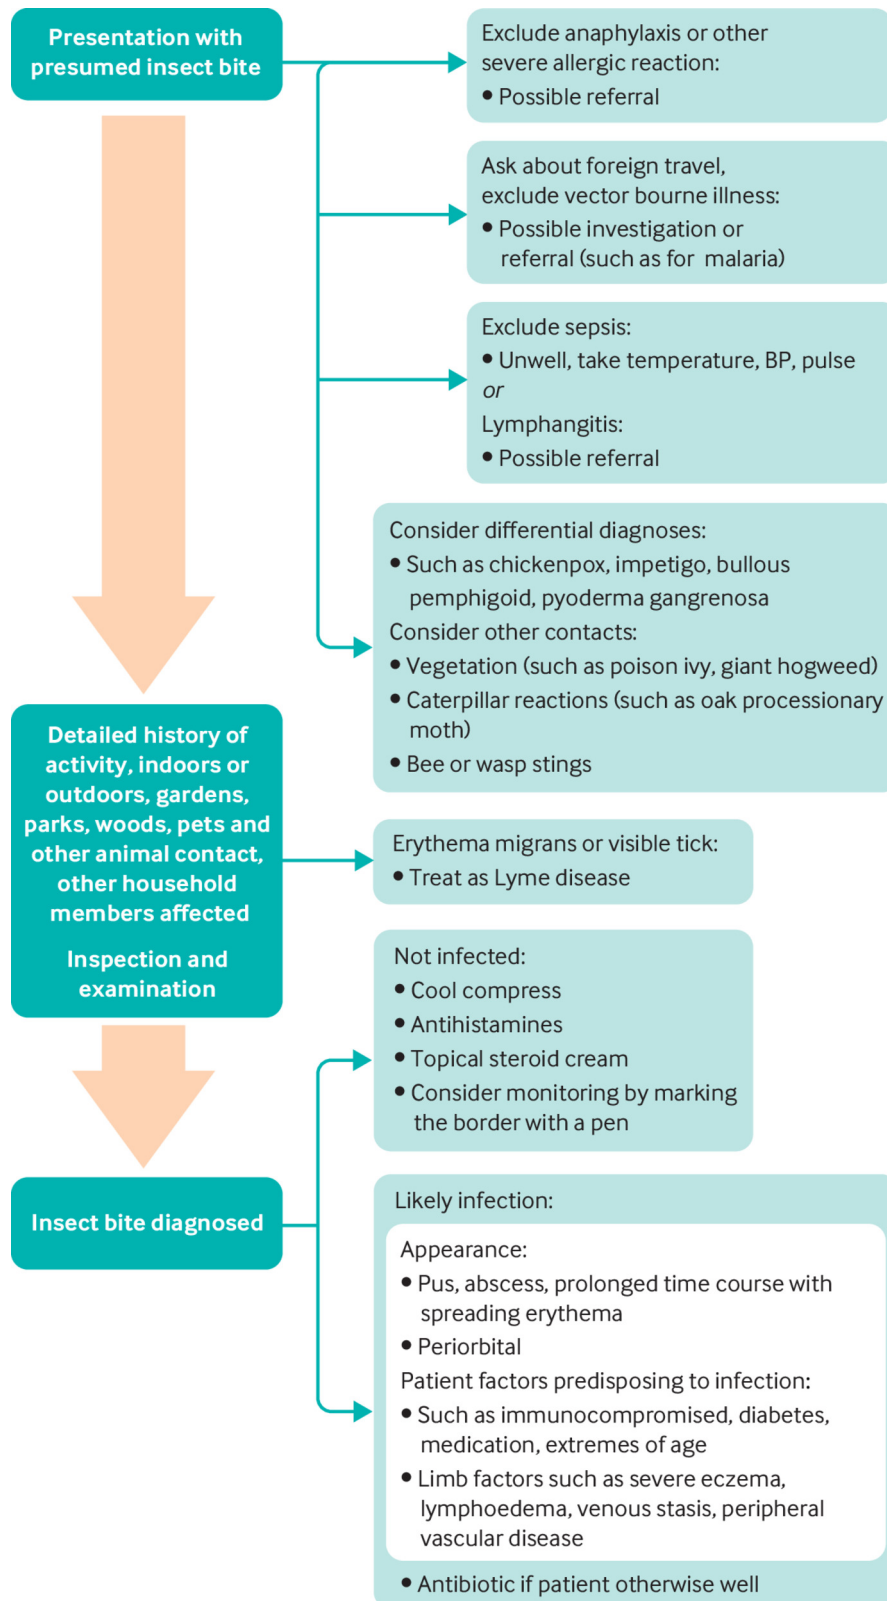 Presentation with
presumed insect bite
Exclude anaphylaxis or other
severe allergic reaction:
• Possible referral
Ask about foreign travel,
exclude vector bourne illness:
• Possible investigation or
referral (such as for malaria)
Exclude sepsis:
• Unwell, take temperature, BP, pulse
or
Lymphangitis:
• Possible referral
Consider differential diagnoses:
• Such as chickenpox, impetigo, bullous
pemphigoid, pyoderma gangrenosa
Consider other contacts:
• Vegetation (such as poison ivy, giant hogweed)
• Caterpillar reactions (such as oak processionary
moth)
• Bee or wasp stings
Detailed history of
activity, indoors or
outdoors, gardens,
parks, woods, pets and
other animal contact,
other household
members affected
Inspection and
examination
Erythema migrans or visible tick:
• Treat as Lyme disease
Not infected:
• Cool compress
• Antihistamines
• Topical steroid cream
• Consider monitoring by marking
the border with a pen
Insect bite diagnosed
Likely infection:
Appearance:
• Pus, abscess, prolonged time course with
spreading erythema
• Periorbital
Patient factors predisposing to infection:
• Such as immunocompromised, diabetes,
medication, extremes of age
• Limb factors such as severe eczema,
lymphoedema, venous stasis, peripheral
vascular disease
• Antibiotic if patient otherwise well